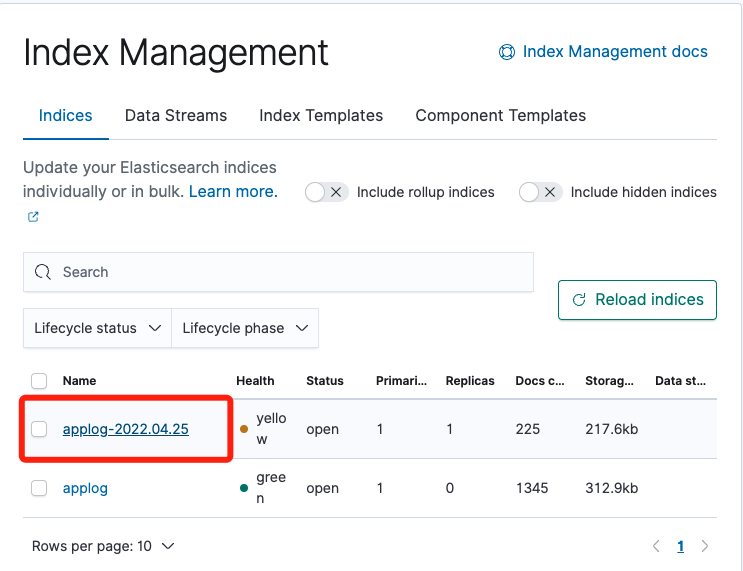 Index Management
Index Management docs
Indices Data Streams Index Templates Component Templates
Update your Elasticsearch indices
individually or in bulk. Learn more.
Include rollup indices
Include hidden indices
Search
Reload indices
Lifecycle status Lifecycle phase
Name Health Status Primari... Replicas Docs c... Storag... Data st...
applog-2022.04.25 yello
w open 1 1 225 217.6kb
applog gree
n open 1 0 1345 312.9kb
Rows per page: 10
1